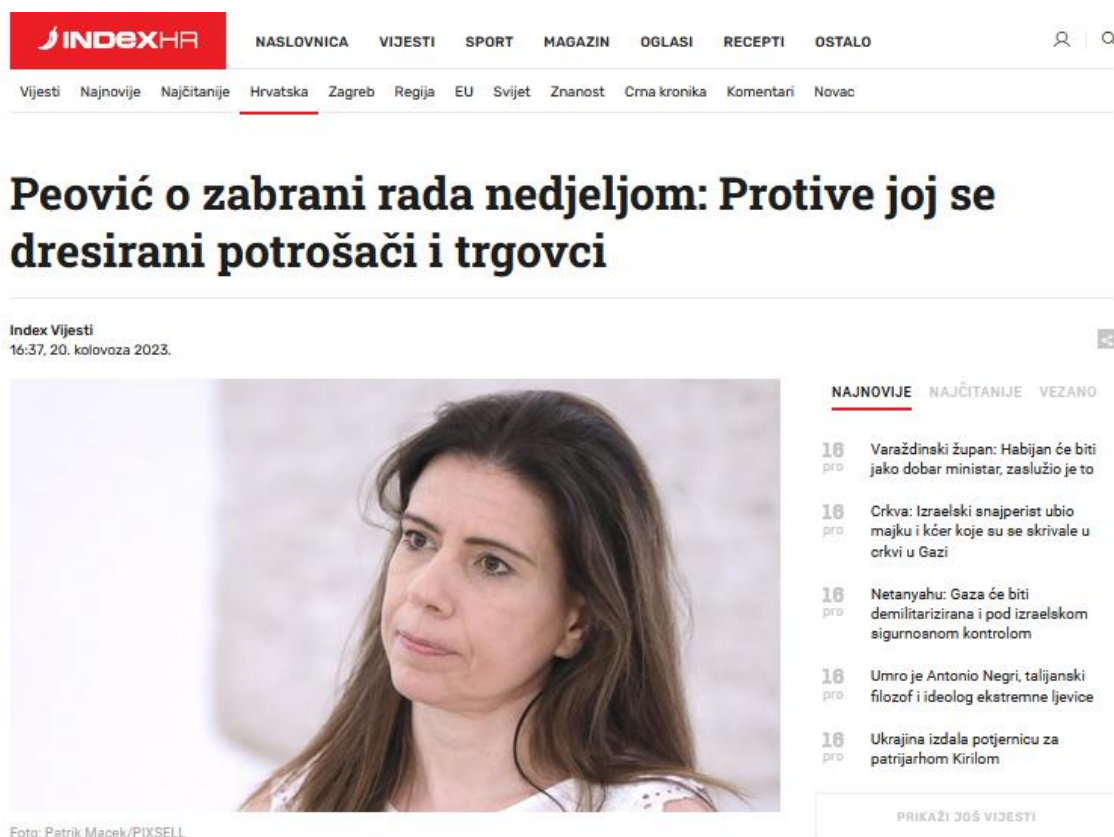 INDEXHR
NASLOVNICA VIJESTI SPORT MAGAZIN OGLASI RECEPTI OSTALO
Vijesti Najnovije Najčitanije Hrvatska Zagreb Regija EU Svijet Znanost Crna kronika Komentari Novac
Peović o zabrani rada nedjeljom: Protive joj se
dresirani potrošači i trgovci
Index Vijesti
16:37, 20. kolovoza 2023.
NAJNOVIJE NAJČITANIJE VEZANO
16 pro
Varaždinski župan: Habijan će biti
jako dobar ministar, zaslužio je to
16 pro
Crkva: Izraelski snajperist ubio
majku i kćer koje su se skrivale u
crkvi u Gazi
16 pro
Netanyahu: Gaza će biti
demilitarizirana i pod izraelskom
sigurnosnom kontrolom
16 pro
Umro je Antonio Negri, talijanski
filozof i ideolog ekstremne ljevice
16 pro
Ukrajina izdala potjernicu za
patrijarhom Kirilom
PRIKAŽI JOŠ VIJESTI
Foto: Patrik Macek/PIXSELL